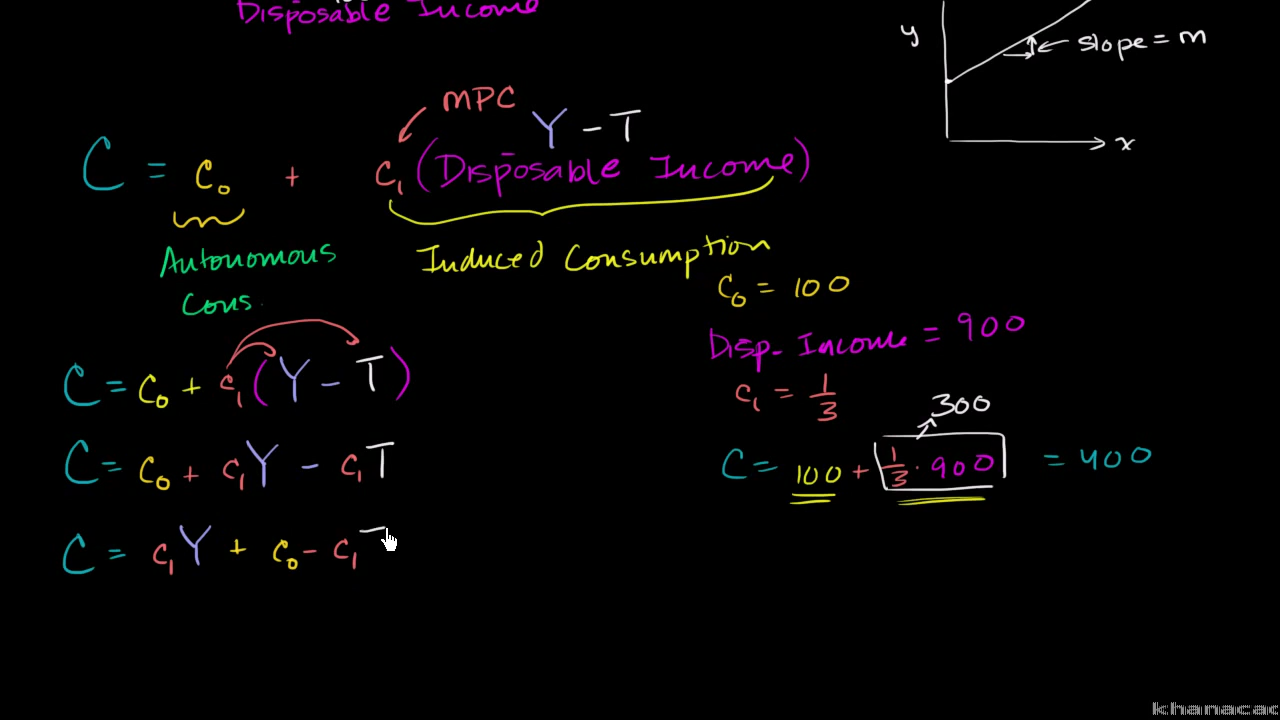 Disposable Income
y
slope = m
x
MPC
Y - T
C = C₀ + C₁ (Disposable Income)
Autonomous
Cons.
Induced Consumption
C₀ = 100
Disp. Income = 900
C₁ = 1/3
300
C = 100 + 1/3 · 900 = 400
C = C₀ + C₁ (Y - T)
C = C₀ + C₁Y - C₁T
C = C₁Y + C₀ - C₁T
khanacad